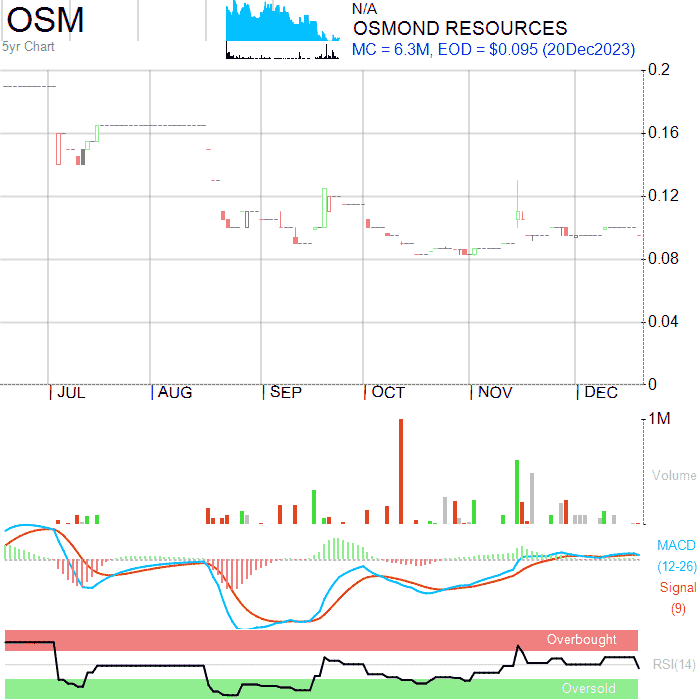 OSM
5yr Chart
N/A
OSMOND RESOURCES
MC = 6.3M, EOD = $0.095 (20Dec2023)
0.2
0.16
0.12
0.08
0.04
0
JUL AUG SEP OCT NOV DEC
1M
Volume
MACD
(12-26)
Signal
(9)
Overbought
RSI(14)
Oversold